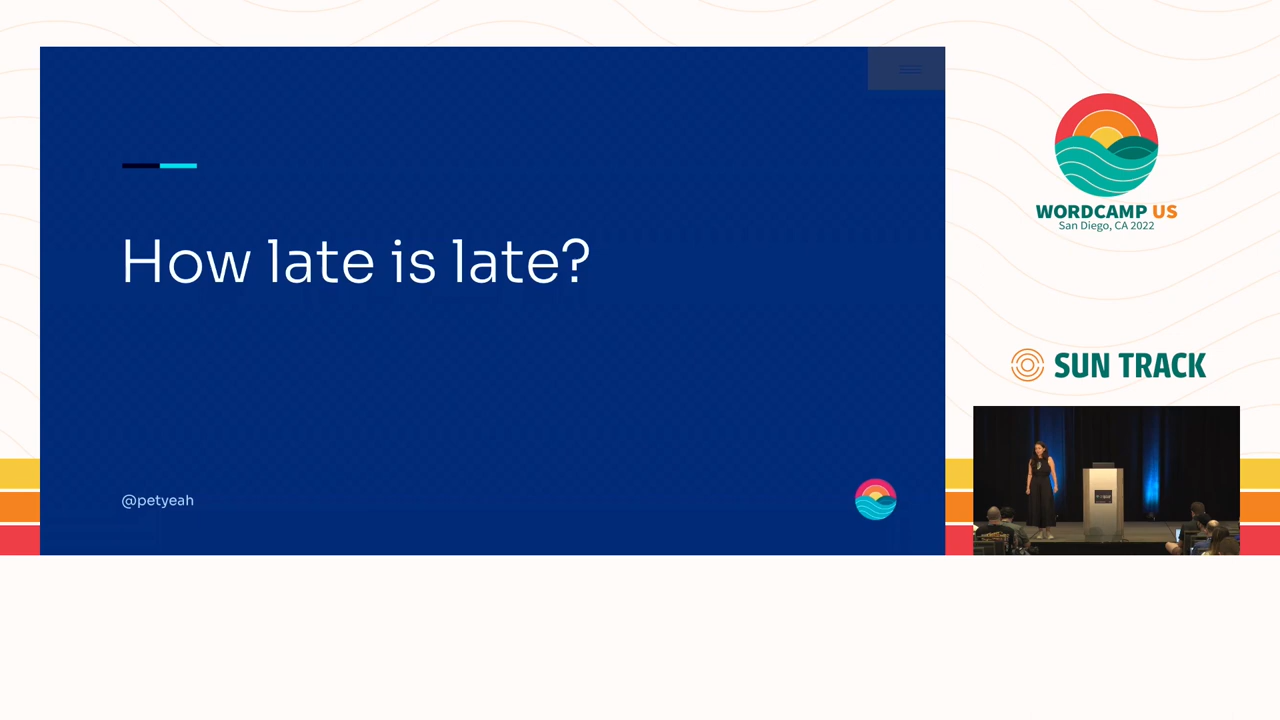 How late is late?
@petyeah
WORDCAMP US
San Diego, CA 2022
SUN TRACK